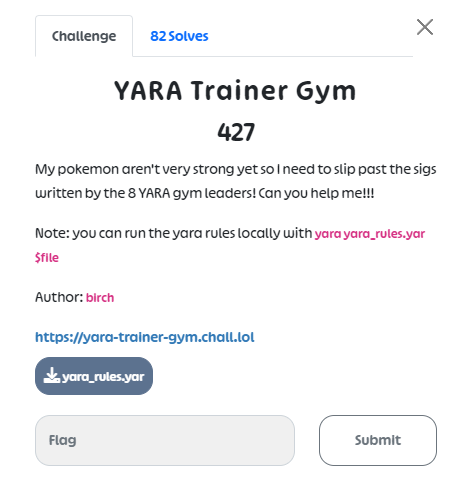 Challenge
82 Solves
YARA Trainer Gym
427
My pokemon aren't very strong yet so I need to slip past the sigs
written by the 8 YARA gym leaders! Can you help me!!!
Note: you can run the yara rules locally with yara yara_rules.yar
$file
Author: birch
https://yara-trainer-gym.chall.lol
yara_rules.yar
Flag
Submit